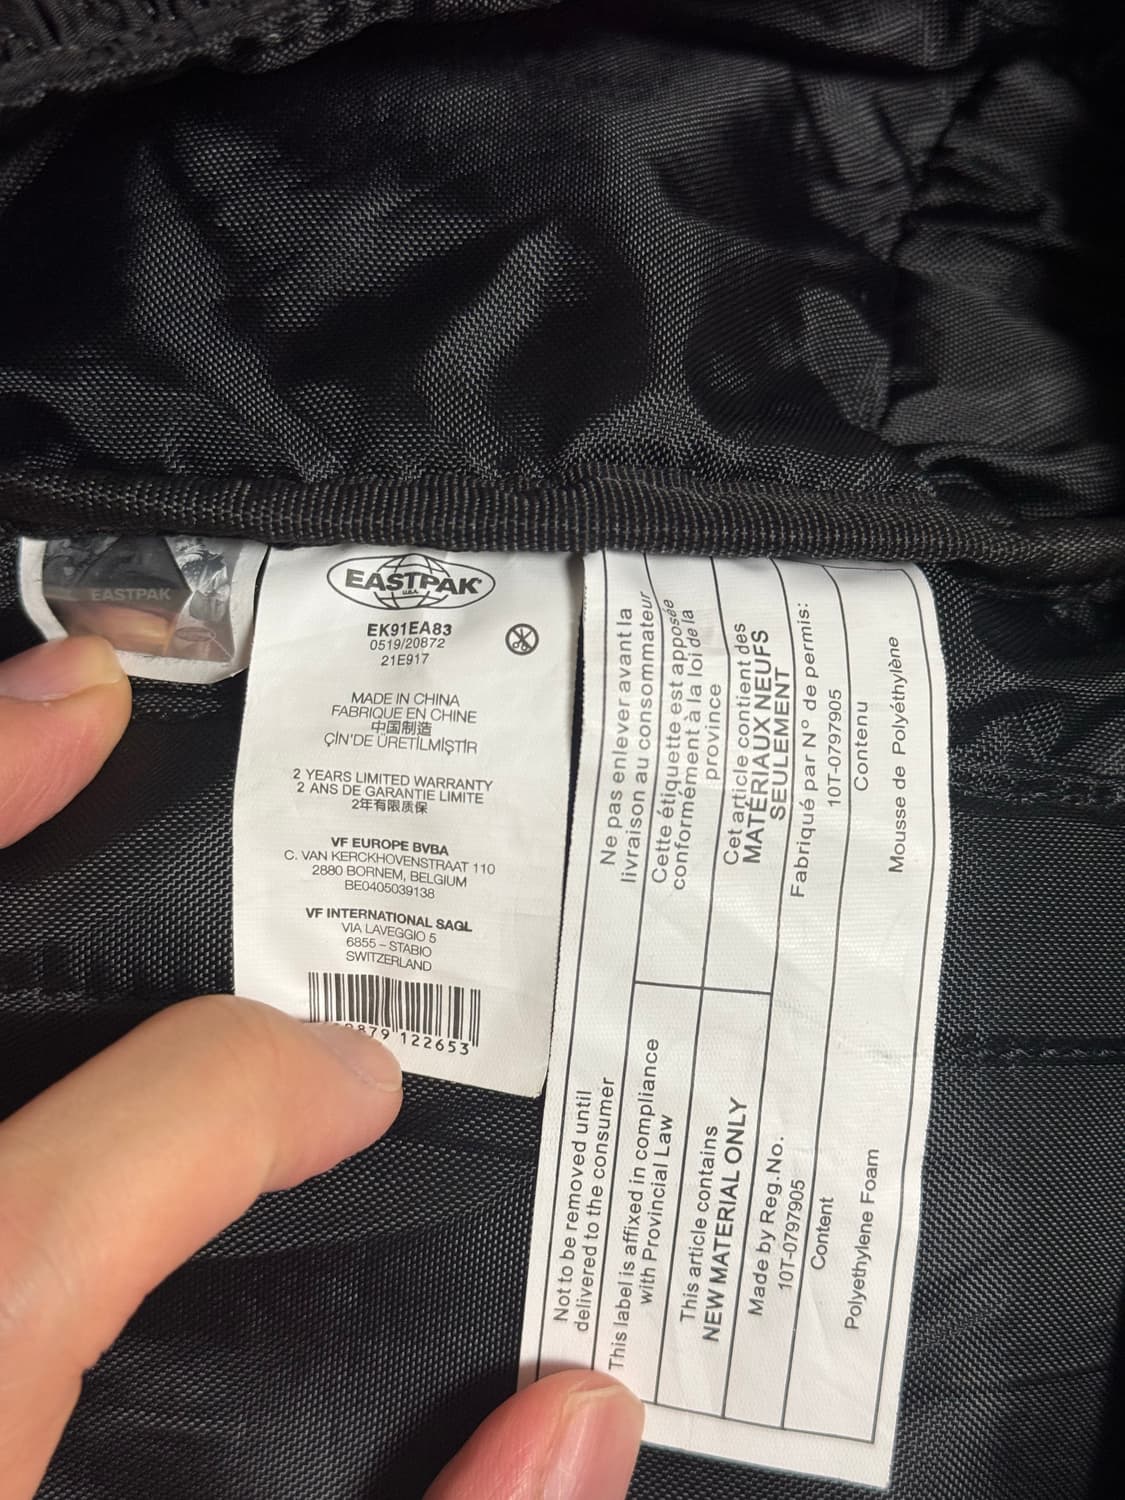 EASTPAK
EASTPAK
U.S.A.
EK91EA83
0519/20872
21E917
MADE IN CHINA
FABRIQUE EN CHINE
中国制造
ÇİN'DE ÜRETİLMİŞTİR
2 YEARS LIMITED WARRANTY
2 ANS DE GARANTIE LIMITE
2年有限质保
VF EUROPE BVBA
C. VAN KERCKHOVENSTRAAT 110
2880 BORNEM, BELGIUM
BE0405039138
VF INTERNATIONAL SAGL
VIA LAVEGGIO 5
6855 – STABIO
SWITZERLAND
879 122653
Ne pas enlever avant la
livraison au consommateur
Cette étiquette est apposée
conformément à la loi de la
province
Cet article contient des
MATÉRIAUX NEUFS
SEULEMENT
Fabriqué par N° de permis:
10T-0797905
Contenu
Mousse de Polyéthylène
Not to be removed until
delivered to the consumer
This label is affixed in compliance
with Provincial Law
This article contains
NEW MATERIAL ONLY
Made by Reg.No.
10T-0797905
Content
Polyethylene Foam